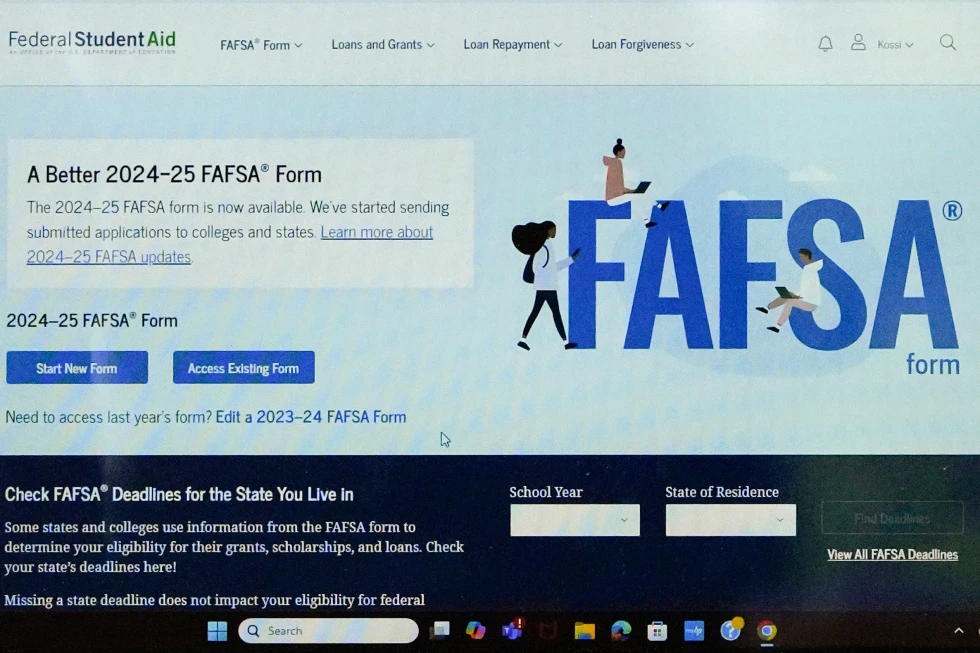 Federal Student Aid
AN OFFICE OF THE U.S. DEPARTMENT OF EDUCATION
FAFSA® Form
Loans and Grants
Loan Repayment
Loan Forgiveness
Kossi
A Better 2024–25 FAFSA® Form
The 2024–25 FAFSA form is now available. We've started sending
submitted applications to colleges and states. Learn more about
2024–25 FAFSA updates.
FAFSA®
form
2024–25 FAFSA® Form
Start New Form
Access Existing Form
Need to access last year's form? Edit a 2023–24 FAFSA Form
Check FAFSA® Deadlines for the State You Live in
Some states and colleges use information from the FAFSA form to
determine your eligibility for their grants, scholarships, and loans. Check
your state's deadlines here!
Missing a state deadline does not impact your eligibility for federal
School Year
State of Residence
Find Deadlines
View All FAFSA Deadlines
Search